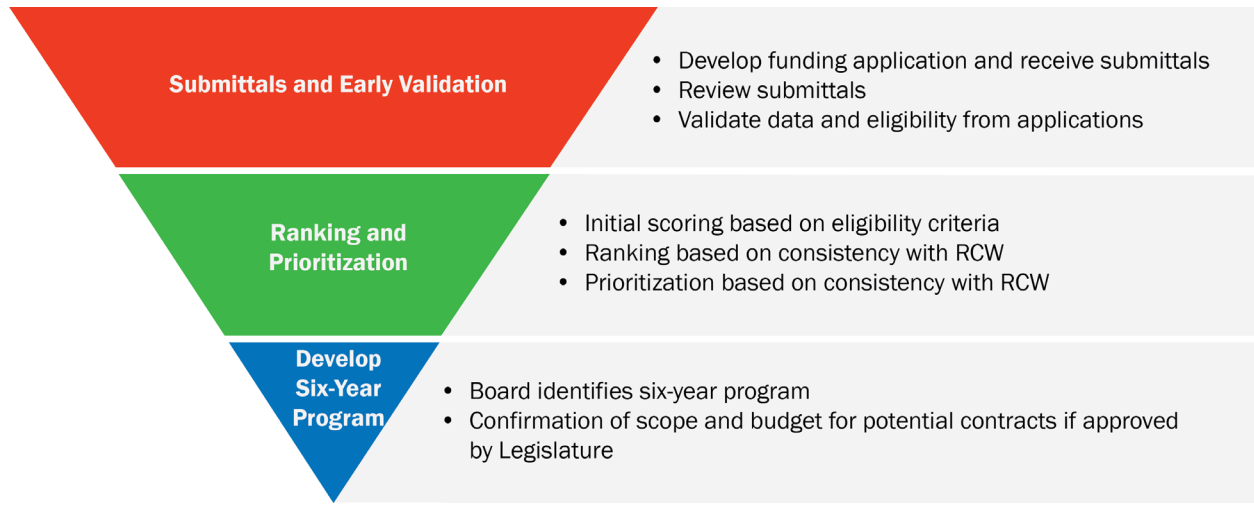 Submittals and Early Validation
• Develop funding application and receive submittals
• Review submittals
• Validate data and eligibility from applications
Ranking and
Prioritization
• Initial scoring based on eligibility criteria
• Ranking based on consistency with RCW
• Prioritization based on consistency with RCW
Develop
Six-Year
Program
• Board identifies six-year program
• Confirmation of scope and budget for potential contracts if approved
by Legislature